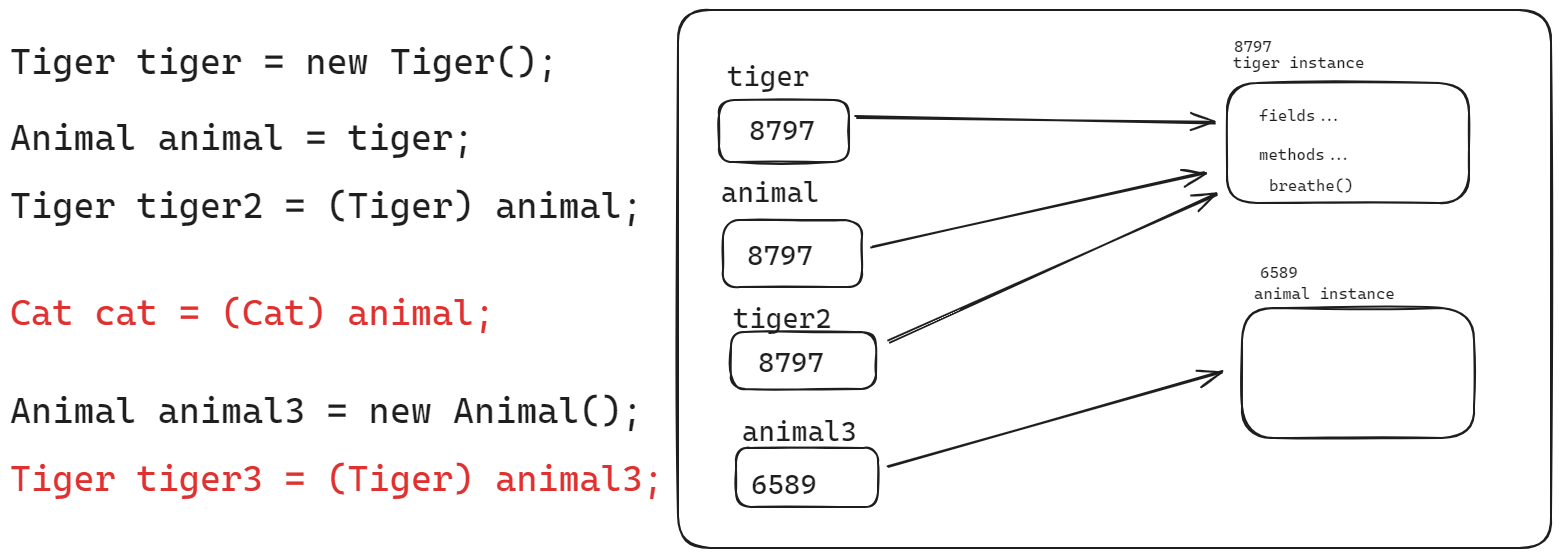 Tiger tiger = new Tiger();
Animal animal = tiger;
Tiger tiger2 = (Tiger) animal;
Cat cat = (Cat) animal;
Animal animal3 = new Animal();
Tiger tiger3 = (Tiger) animal3;
tiger
8797
animal
8797
tiger2
8797
animal3
6589
8797
tiger instance
fields...
methods...
breathe()
6589
animal instance